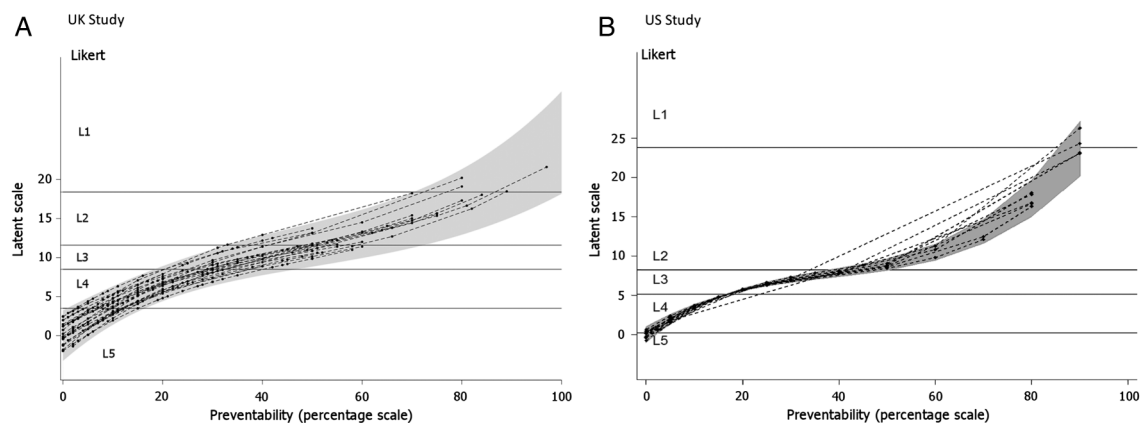 A
UK Study
Likert
L1
L2
L3
L4
L5
20
15
10
5
0
Latent scale
0 20 40 60 80 100
Preventability (percentage scale)
B
US Study
Likert
L1
L2
L3
L4
L5
25
20
15
10
5
0
Latent scale
0 20 40 60 80 100
Preventability (percentage scale)